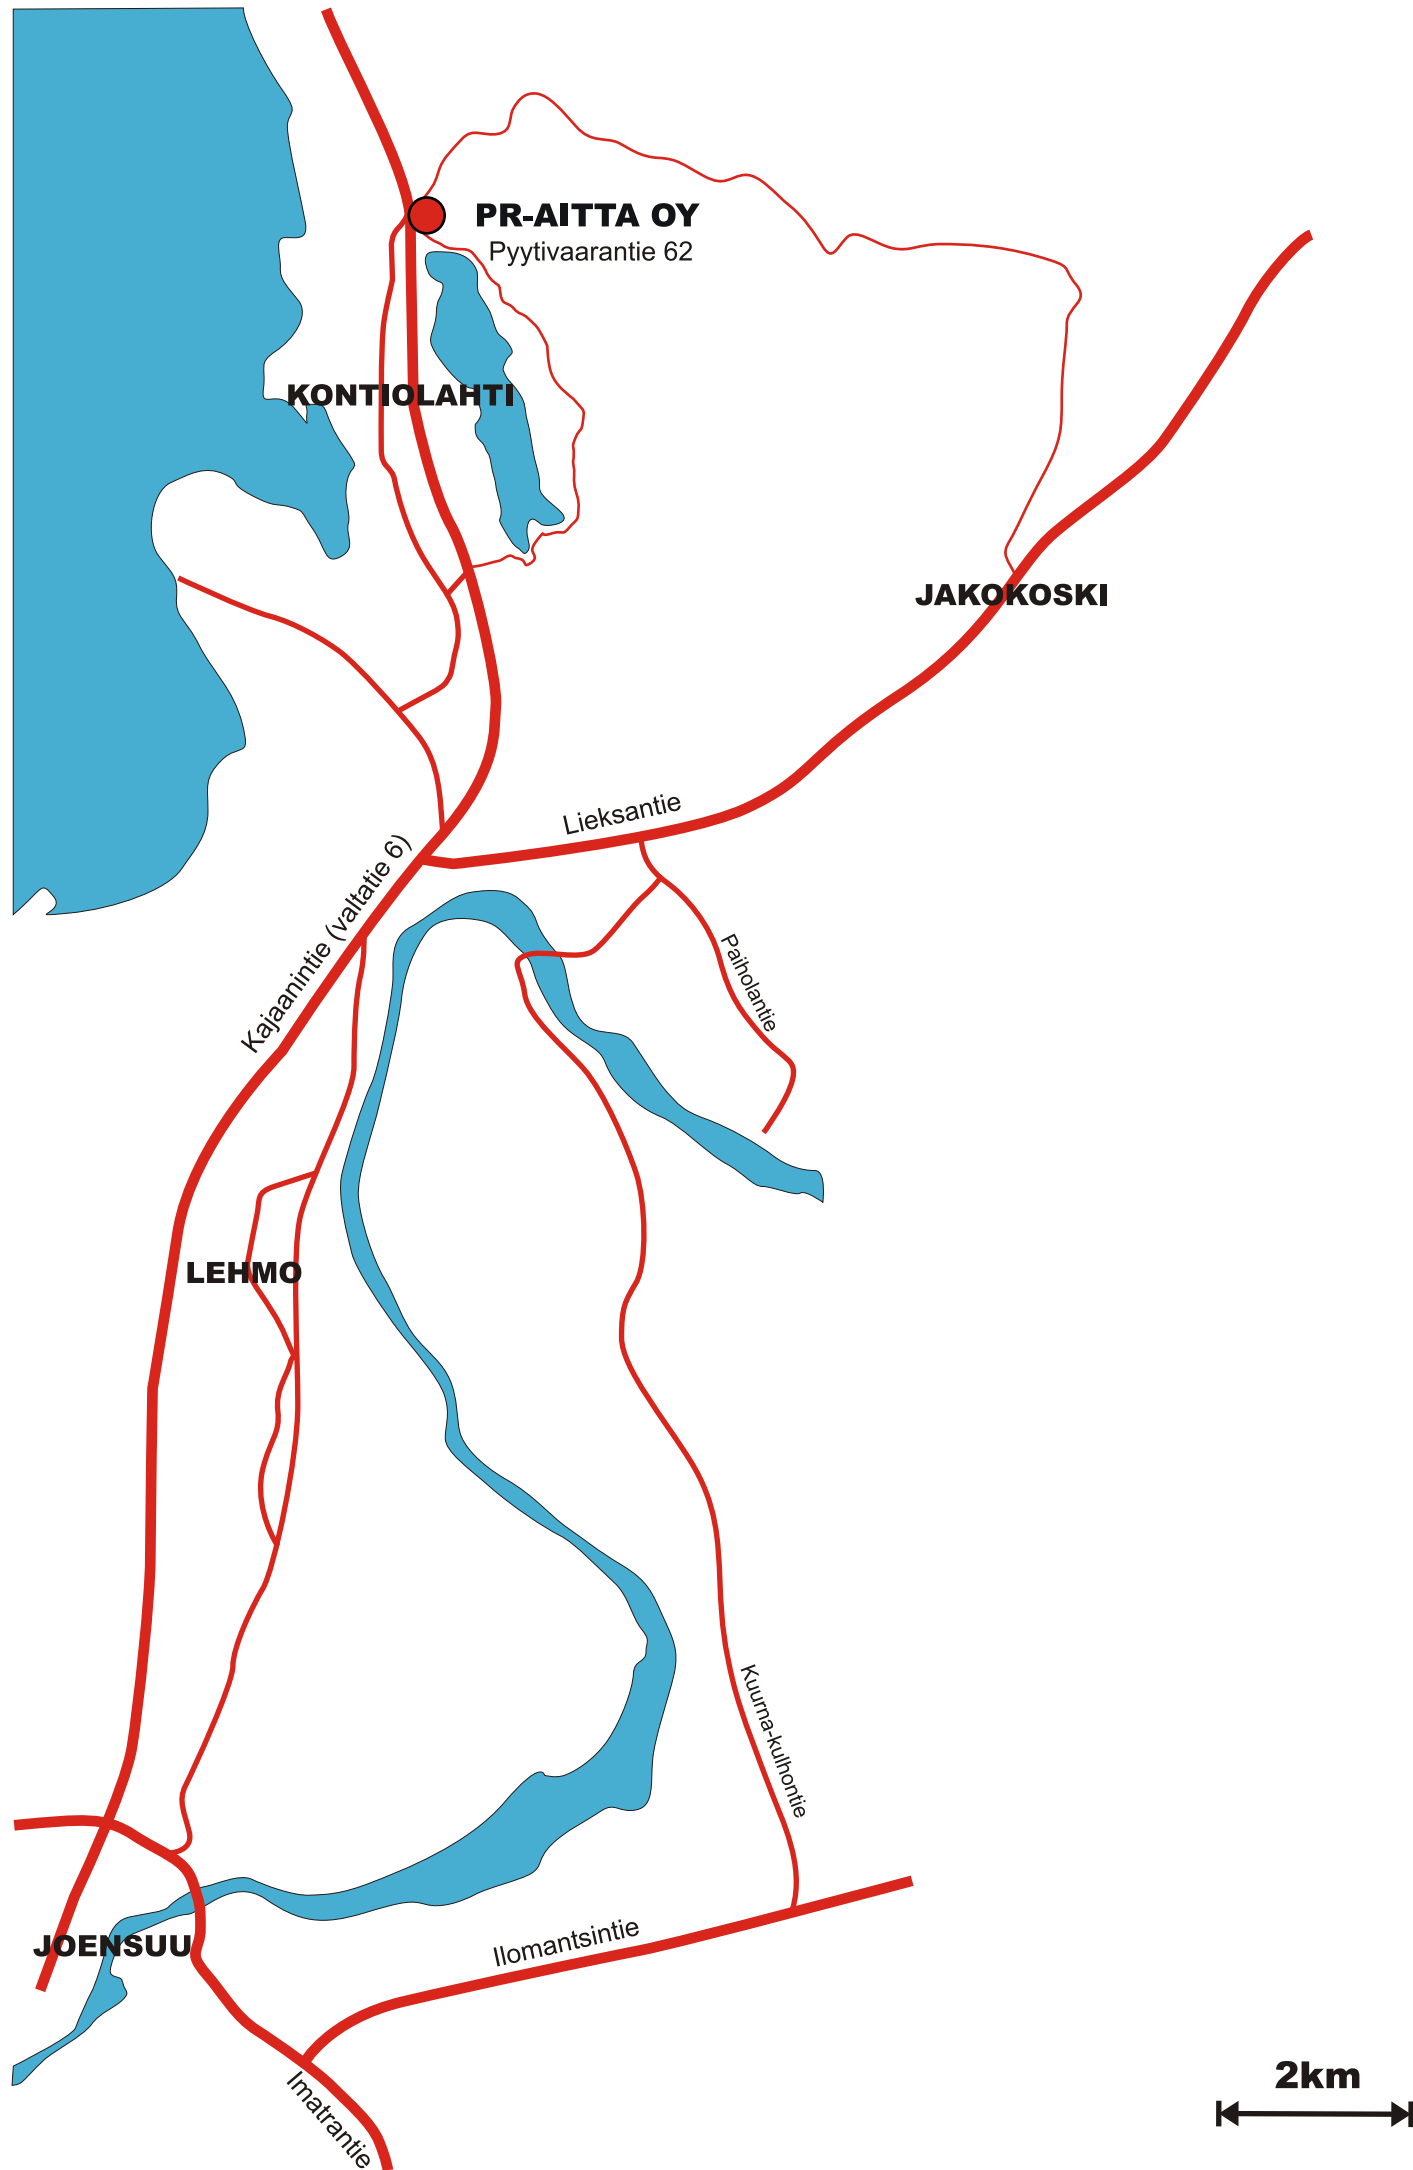 PR-AITTA OY
Pyytivaarantie 62
KONTIOLAHTI
JAKOKOSKI
Lieksantie
Kajaanintie (valtatie 6)
Paiholantie
LEHMO
Kuurna-kulhontie
Ilomantsintie
JOENSUU
Imatrantie
2km